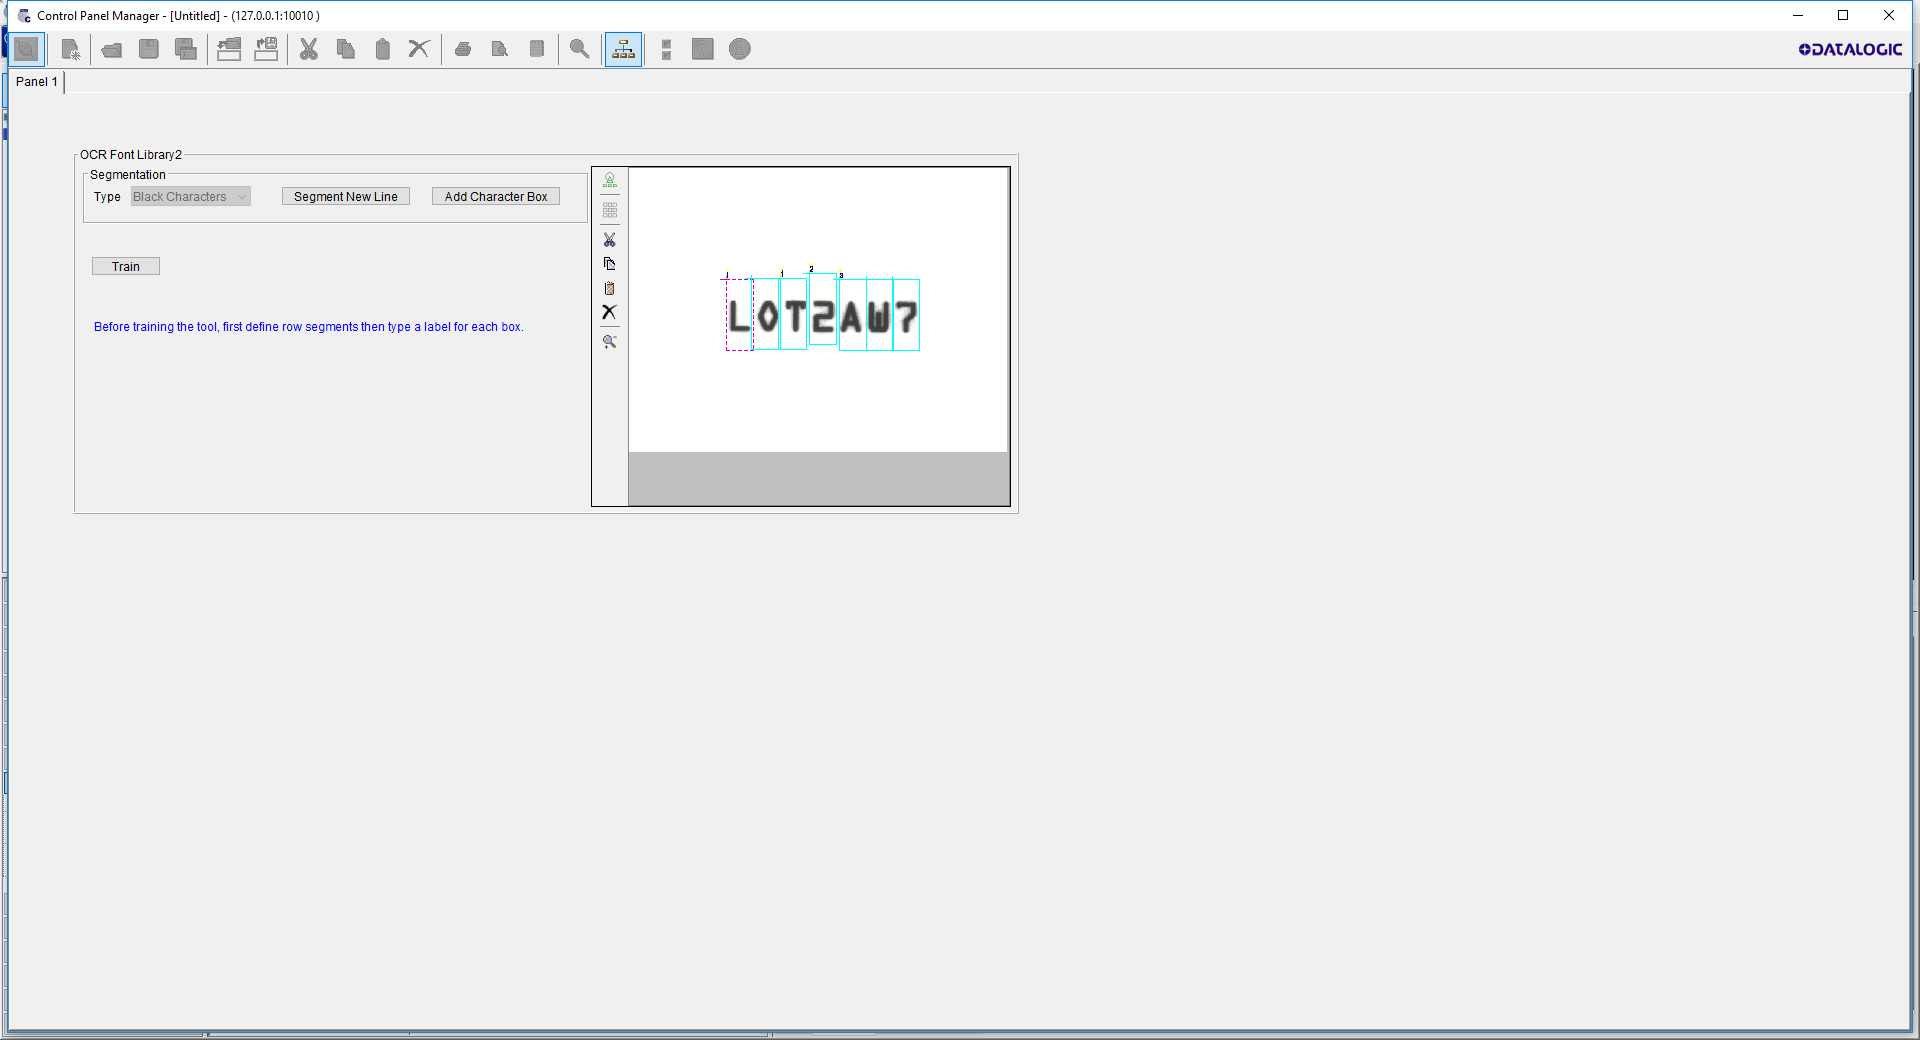 Control Panel Manager - [Untitled] - (127.0.0.1:10010 )
DATALOGIC
Panel 1
OCR Font Library2
Segmentation
Type Black Characters Segment New Line Add Character Box
Train
Before training the tool, first define row segments then type a label for each box.
1 2 3
LOT2AW7